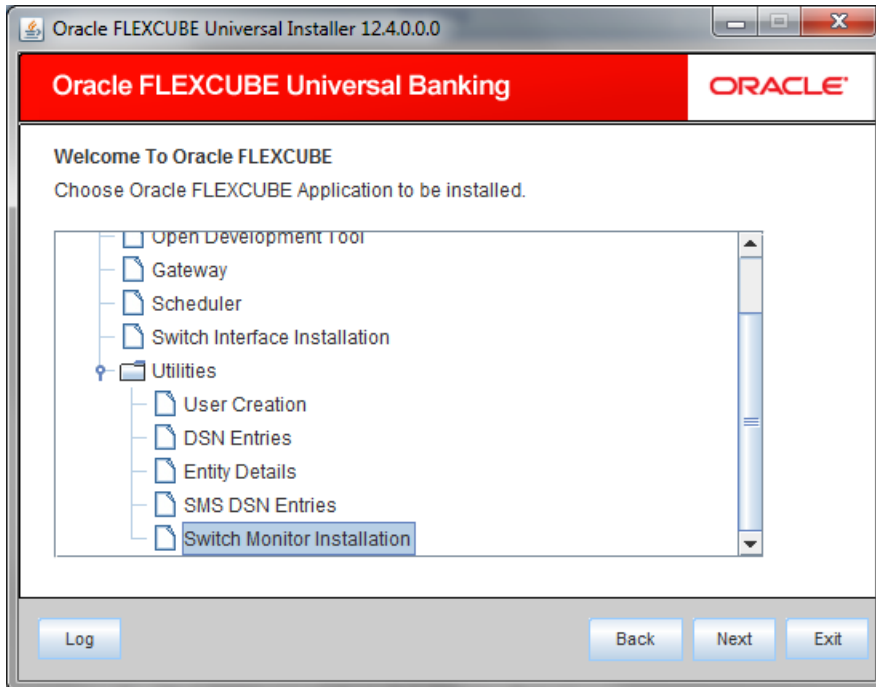 Oracle FLEXCUBE Universal Installer 12.4.0.0.0
Oracle FLEXCUBE Universal Banking
ORACLE'
Welcome To Oracle FLEXCUBE
Choose Oracle FLEXCUBE Application to be installed.
Open Development Tool
Gateway
Scheduler
Switch Interface Installation
Utilities
User Creation
DSN Entries
Entity Details
SMS DSN Entries
Switch Monitor Installation
Log
Back
Next
Exit